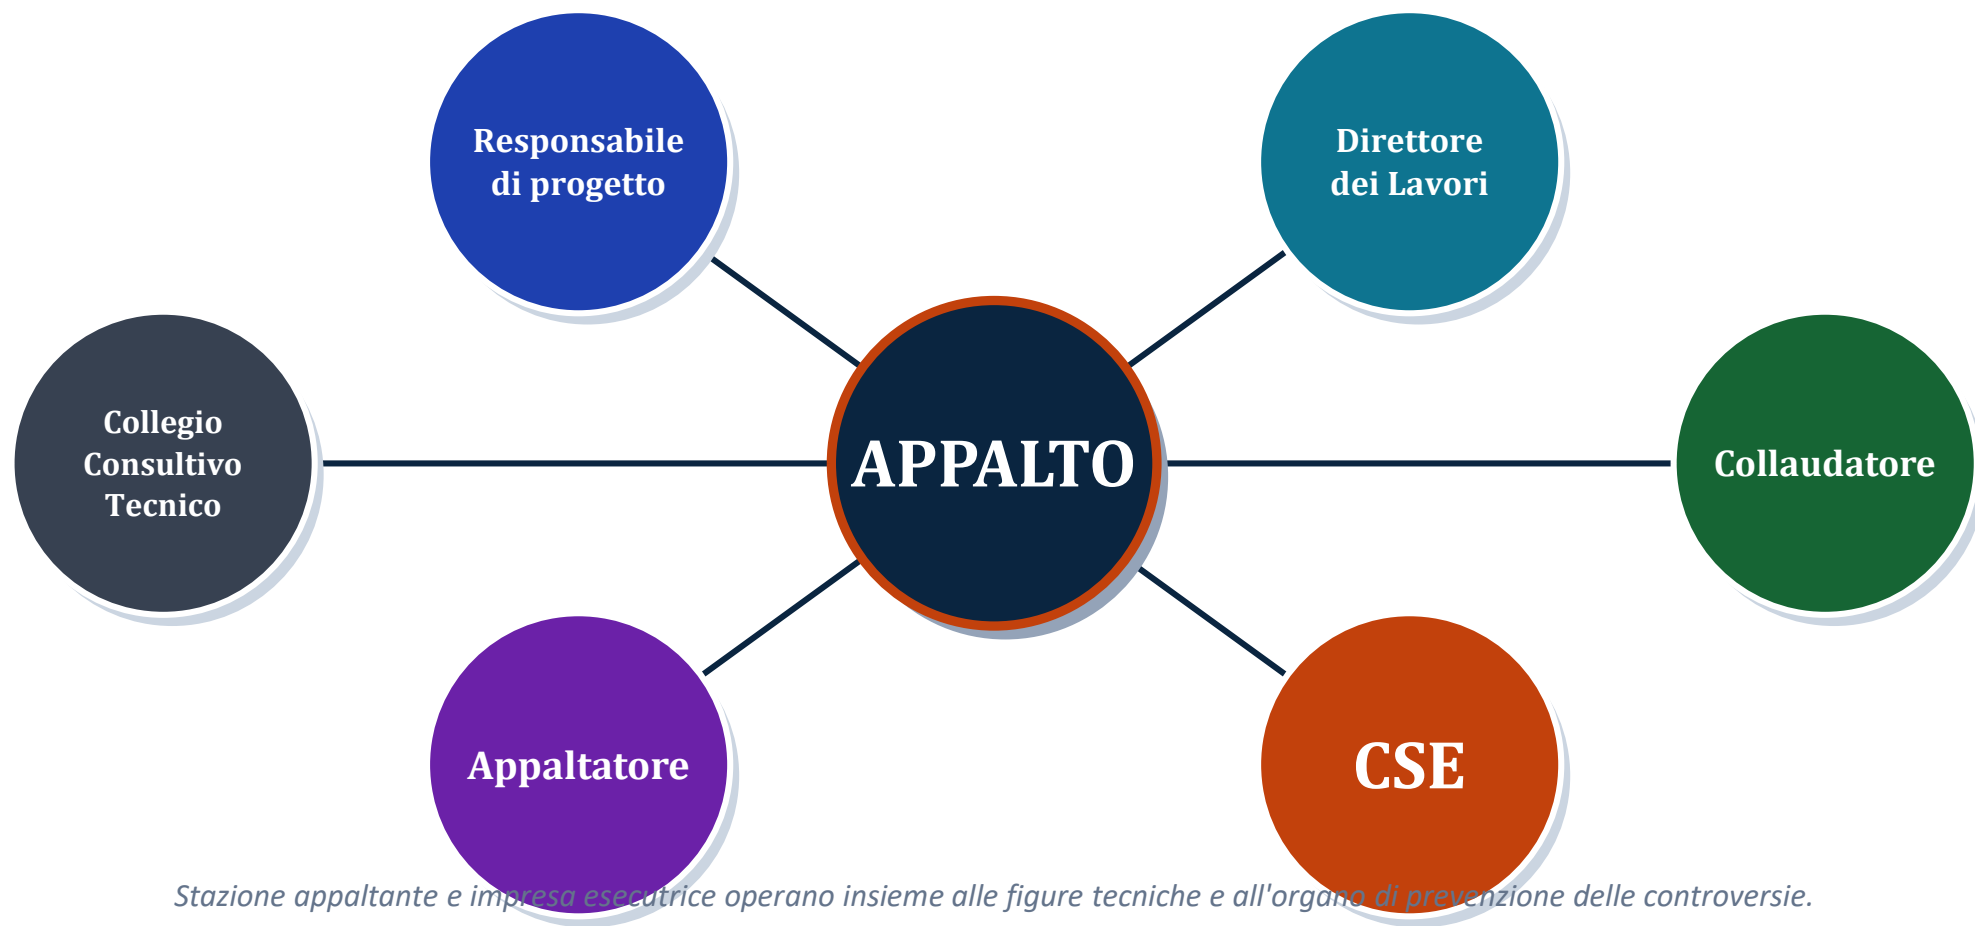 Responsabile
di progetto
Direttore
dei Lavori
Collegio
Consultivo
Tecnico
APPALTO
Collaudatore
Appaltatore
CSE
Stazione appaltante e impresa esecutrice operano insieme alle figure tecniche e all'organo di prevenzione delle controversie.